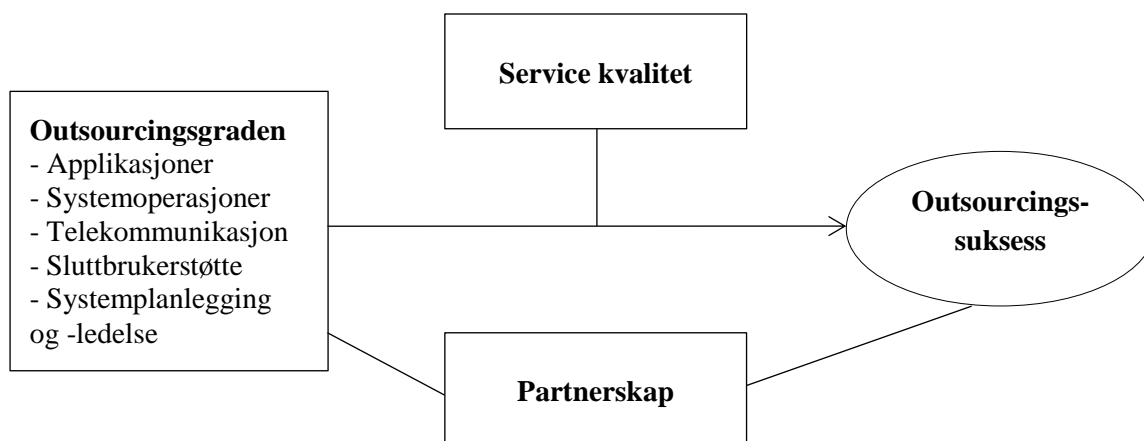 Service kvalitet
Outsourcingsgraden
- Applikasjoner
- Systemoperasjoner
- Telekommunikasjon
- Sluttbrukerstøtte
- Systemplanlegging
og -ledelse
Outsourcings-
suksess
Partnerskap